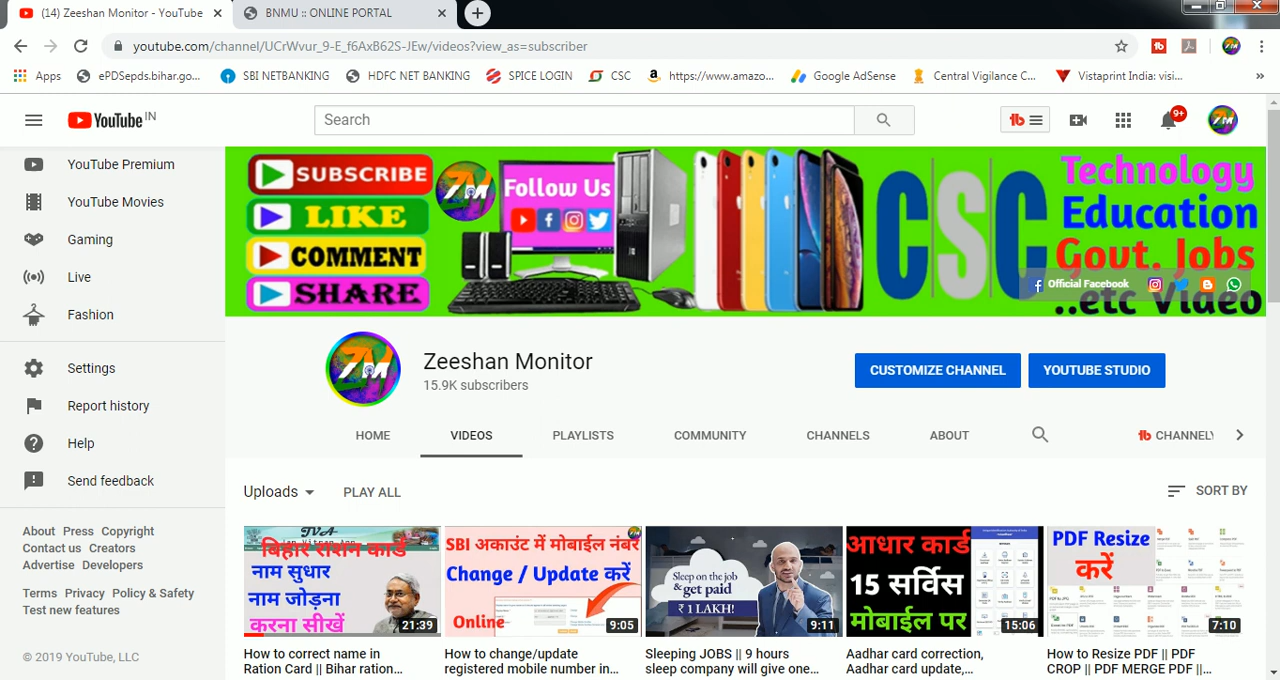 (14) Zeeshan Monitor - YouTube
BNMU :: ONLINE PORTAL
youtube.com/channel/UCrWvur_9-E_f6AxB62S-JEw/videos?view_as=subscriber
Apps
ePDSepds.bihar.go...
SBI NETBANKING
HDFC NET BANKING
SPICE LOGIN
CSC
https://www.amazo...
Google AdSense
Central Vigilance C...
Vistaprint India: visi...
YouTube IN
Search
9+
YouTube Premium
YouTube Movies
Gaming
Live
Fashion
Settings
Report history
Help
Send feedback
About Press Copyright
Contact us Creators
Advertise Developers
Terms Privacy Policy & Safety
Test new features
© 2019 YouTube, LLC
SUBSCRIBE
LIKE
COMMENT
SHARE
ZM
Follow Us
CSC
Technology
Education
Govt. Jobs
..etc Video
Official Facebook
ZM
Zeeshan Monitor
15.9K subscribers
CUSTOMIZE CHANNEL
YOUTUBE STUDIO
HOME
VIDEOS
PLAYLISTS
COMMUNITY
CHANNELS
ABOUT
CHANNELY
Uploads
PLAY ALL
SORT BY
बिहार राशन कार्ड
नाम सुधार
नाम जोड़ना
करना सीखें
21:39
How to correct name in
Ration Card || Bihar ration...
SBI अकाउंट में मोबाईल नंबर
Change / Update करें
Online
9:05
How to change/update
registered mobile number in...
Sleep on the job
& get paid
₹ 1 LAKH!
9:11
Sleeping JOBS || 9 hours
sleep company will give one...
आधार कार्ड
15 सर्विस
मोबाईल पर
15:06
Aadhar card correction,
Aadhar card update,...
PDF Resize
करें
7:10
How to Resize PDF || PDF
CROP || PDF MERGE PDF ||...